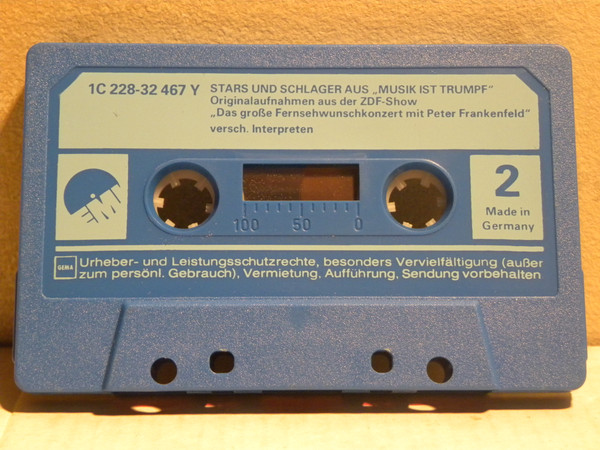 1C 228-32 467 Y STARS UND SCHLAGER AUS „MUSIK IST TRUMPF"
Originalaufnahmen aus der ZDF-Show
„Das große Fernsehwunschkonzert mit Peter Frankenfeld"
versch. Interpreten
EMI
2
Made in
Germany
100 50 0
GEMA Urheber- und Leistungsschutzrechte, besonders Vervielfältigung (außer
zum persönl. Gebrauch), Vermietung, Aufführung, Sendung vorbehalten